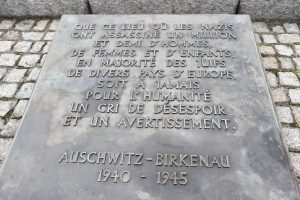 QUE CE LIEU OÙ LES NAZIS
ONT ASSASSINÉ UN MILLION
ET DEMI D'HOMMES,
DE FEMMES ET D'ENFANTS,
EN MAJORITÉ DES JUIFS
DE DIVERS PAYS D'EUROPE,
SOIT À JAMAIS
POUR L'HUMANITÉ
UN CRI DE DÉSESPOIR
ET UN AVERTISSEMENT.
AUSCHWITZ-BIRKENAU
1940 - 1945